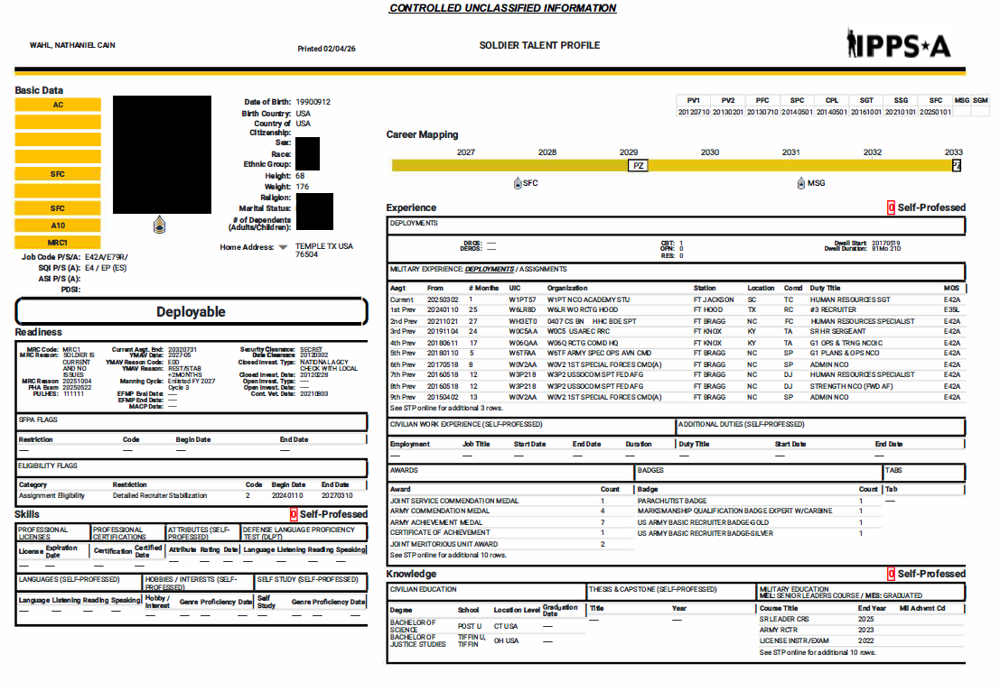 CONTROLLED UNCLASSIFIED INFORMATION
WAHL, NATHANIEL CAIN
Printed 02/04/26
SOLDIER TALENT PROFILE
IPPS★A
Basic Data
AC
SFC
SFC
A10
MRC1
Job Code P/S/A: E42A/E79R/
SQI P/S (A): E4 / EP (ES)
ASI P/S (A):
PDSI:
Date of Birth: 19900912
Birth Country: USA
Country of Citizenship: USA
Sex:
Race:
Ethnic Group:
Height: 68
Weight: 176
Religion:
Marital Status:
# of Dependents (Adults/Children):
Home Address: TEMPLE TX USA
76504
Deployable
Readiness
MRC Code: MRC1
MRC Reason: SOLDIER IS CURRENT AND NO ISSUES
MRC Reason 20251004
PHA Exam 20250522
PULHES: 111111
Current Asgt. End: 20320731
YMAV Date: 2027-05
YMAV Reason Code: E0D
YMAV Reason: REST/STAB +2MONTHS
Manning Cycle: Enlisted FY 2027 Cycle 3
EFMP Eval Date: —
EFMP End Date: —
MACP Date: —
Security Clearance: SECRET
Date Clearance 20120302
Closed Invest. Type: NATIONAL AGCY CHECK WITH LOCAL
Closed Invest. Date: 20120228
Open Invest. Type: —
Open Invest. Date: —
Cont. Vet. Date: 20210803
SFPA FLAGS
Restriction Code Begin Date End Date
— — — —
ELIGIBILITY FLAGS
Category Restriction Code Begin Date End Date
Assignment Eligibility Detailed Recruiter Stabilization 2 20240110 20270310
Skills
0 Self-Professed
PROFESSIONAL LICENSES
PROFESSIONAL CERTIFICATIONS
ATTRIBUTES (SELF-PROFESSED)
DEFENSE LANGUAGE PROFICIENCY TEST (DLPT)
License Expiration Date
Certification Certified Date
Attribute Rating Date
Language Listening Reading Speaking
— — — — — — — — — — —
LANGUAGES (SELF-PROFESSED)
HOBBIES / INTERESTS (SELF-PROFESSED)
SELF STUDY (SELF-PROFESSED)
Language Listening Reading Speaking
Hobby / Interest Genre Proficiency Date
Self Study Genre Proficiency Date
— — — — — — — — — — — —
PV1 PV2 PFC SPC CPL SGT SSG SFC MSG SGM
20120710 20130201 20130710 20140501 20140501 20161001 20210101 20250101
Career Mapping
2027 2028 2029 2030 2031 2032 2033
PZ PZ
SFC MSG
Experience
0 Self-Professed
DEPLOYMENTS
DROS: —
DEROS: —
CBT: 1
OPN: 0
RES: 0
Dwell Start: 20170519
Dwell Duration: 81Mo 21D
MILITARY EXPERIENCE: DEPLOYMENTS / ASSIGNMENTS
Asgt From # Months UIC Organization Station Location Comd Duty Title MOS
Current 20250302 1 W1PT57 W1PT NCO ACADEMY STU FT JACKSON SC TC HUMAN RESOURCES SGT E42A
1st Prev 20240110 25 W6LR8D W6LR WO RCTG HOOD FT HOOD TX RC #3 RECRUITER E35L
2nd Prev 20211021 27 WH3ET0 0407 CS BN HHC BDE SPT FT BRAGG NC FC HUMAN RESOURCES SPECIALIST E42A
3rd Prev 20191104 24 W0C5AA W0C5 USAREC RRC FT KNOX KY TA SR HR SERGEANT E42A
4th Prev 20180611 17 W06QAA W06Q RCTG COMD HQ FT KNOX KY TA G1 OPS & TRNG NCOIC E42A
5th Prev 20180110 5 W6TFAA W6TF ARMY SPEC OPS AVN CMD FT BRAGG NC SP G1 PLANS & OPS NCO E42A
6th Prev 20170518 8 W0V2AA W0V2 1ST SPECIAL FORCES CMD(A) FT BRAGG NC SP ADMIN NCO E42A
7th Prev 20160518 12 W3P218 W3P2 USSOCOM SPT FED AFG FT BRAGG NC DJ HUMAN RESOURCES SPECIALIST E42A
8th Prev 20160518 12 W3P218 W3P2 USSOCOM SPT FED AFG FT BRAGG NC DJ STRENGTH NCO (FWD AF) E42A
9th Prev 20150402 13 W0V2AA W0V2 1ST SPECIAL FORCES CMD(A) FT BRAGG NC SP ADMIN NCO E42A
See STP online for additional 3 rows.
CIVILIAN WORK EXPERIENCE (SELF-PROFESSED)
ADDITIONAL DUTIES (SELF-PROFESSED)
Employment Job Title Start Date End Date Duration Duty Title Start Date End Date
— — — — — — — —
AWARDS BADGES TABS
Award Count Badge Count Tab
JOINT SERVICE COMMENDATION MEDAL 1 PARACHUTIST BADGE 1 —
ARMY COMMENDATION MEDAL 4 MARKSMANSHIP QUALIFICATION BADGE EXPERT W/CARBINE 1
ARMY ACHIEVEMENT MEDAL 7 US ARMY BASIC RECRUITER BADGE-GOLD 1
CERTIFICATE OF ACHIEVEMENT 1 US ARMY BASIC RECRUITER BADGE-SILVER 1
JOINT MERITORIOUS UNIT AWARD 2
See STP online for additional 10 rows.
Knowledge
0 Self-Professed
CIVILIAN EDUCATION
THESIS & CAPSTONE (SELF-PROFESSED)
MILITARY EDUCATION
MEL: SENIOR LEADERS COURSE / MES: GRADUATED
Degree School Location Level Graduation Date
Title Year
Course Title End Year Mil Achvmt Cd
BACHELOR OF SCIENCE POST U CT USA —
BACHELOR OF JUSTICE STUDIES TIFFIN U, TIFFIN OH USA —
— —
SR LEADER CRS 2025
ARMY RCTR 2023
LICENSE INSTR/EXAM 2022
See STP online for additional 10 rows.